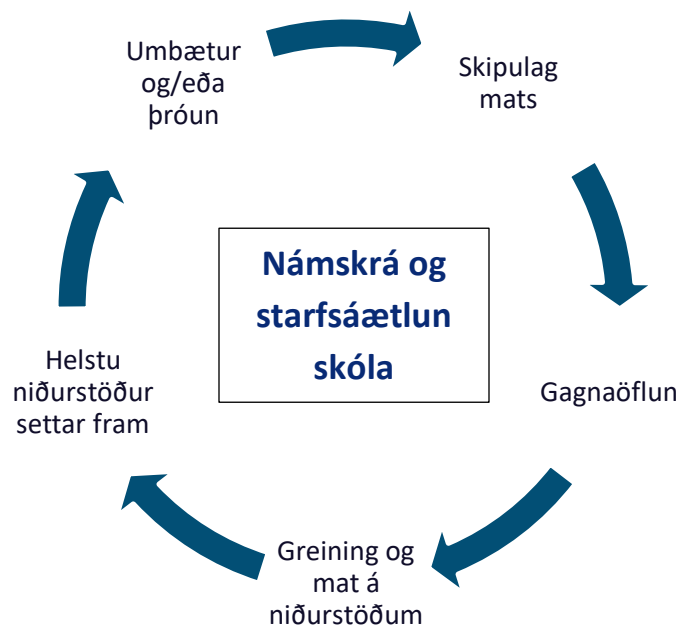 Umbætur
og/eða
þróun
Skipulag
mats
Námskrá og
starfsáætlun
skóla
Gagnaöflun
Helstu
niðurstöður
settar fram
Greining og
mat á
niðurstöðum